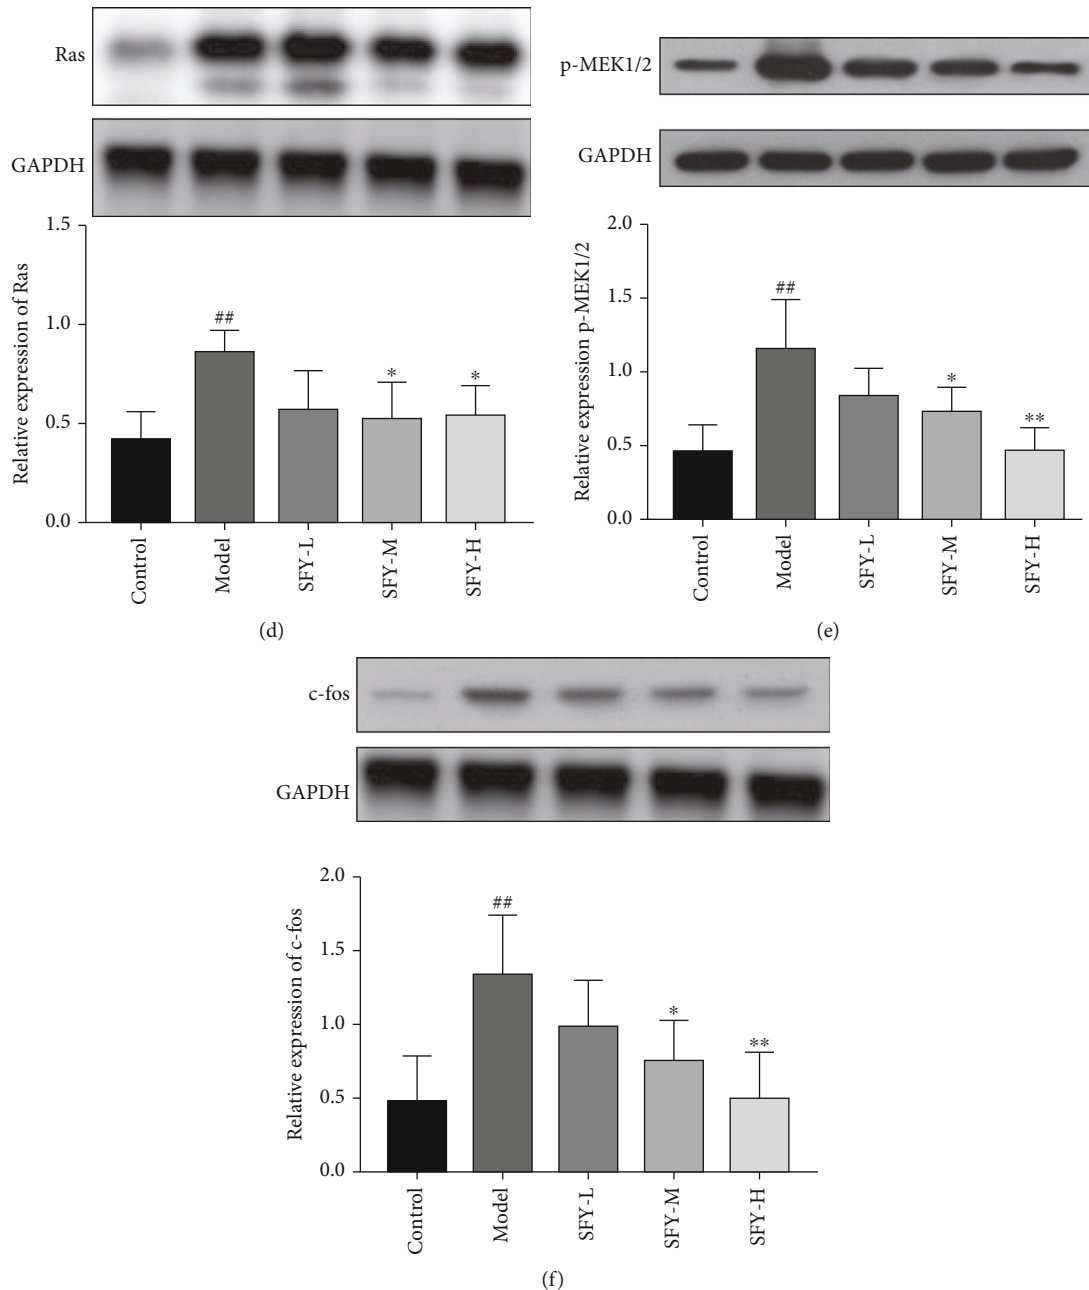 Ras
GAPDH
1.5
1.0
0.5
0.0
Relative expression of Ras
##
*
*
Control
Model
SFY-L
SFY-M
SFY-H
(d)
p-MEK1/2
GAPDH
2.0
1.5
1.0
0.5
0.0
Relative expression p-MEK1/2
##
*
**
Control
Model
SFY-L
SFY-M
SFY-H
(e)
c-fos
GAPDH
2.0
1.5
1.0
0.5
0.0
Relative expression of c-fos
##
*
**
Control
Model
SFY-L
SFY-M
SFY-H
(f)